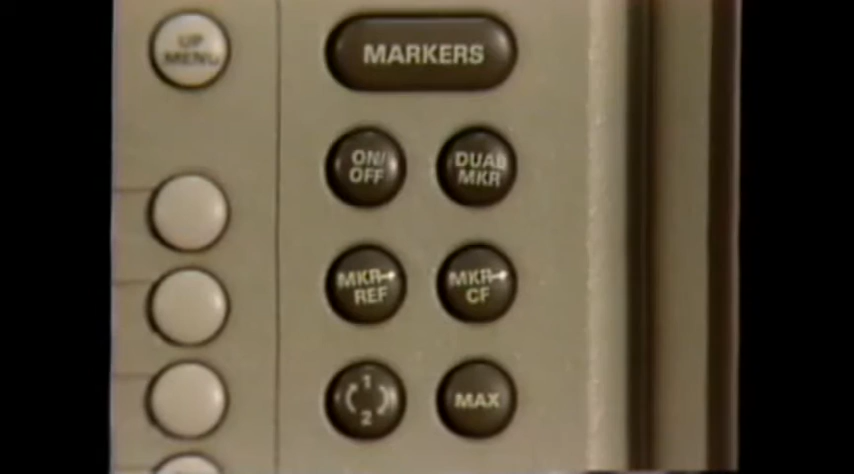 UP
MENU
MARKERS
ON/
OFF
DUAL
MKR
MKR→
REF
MKR→
CF
1
2
MAX